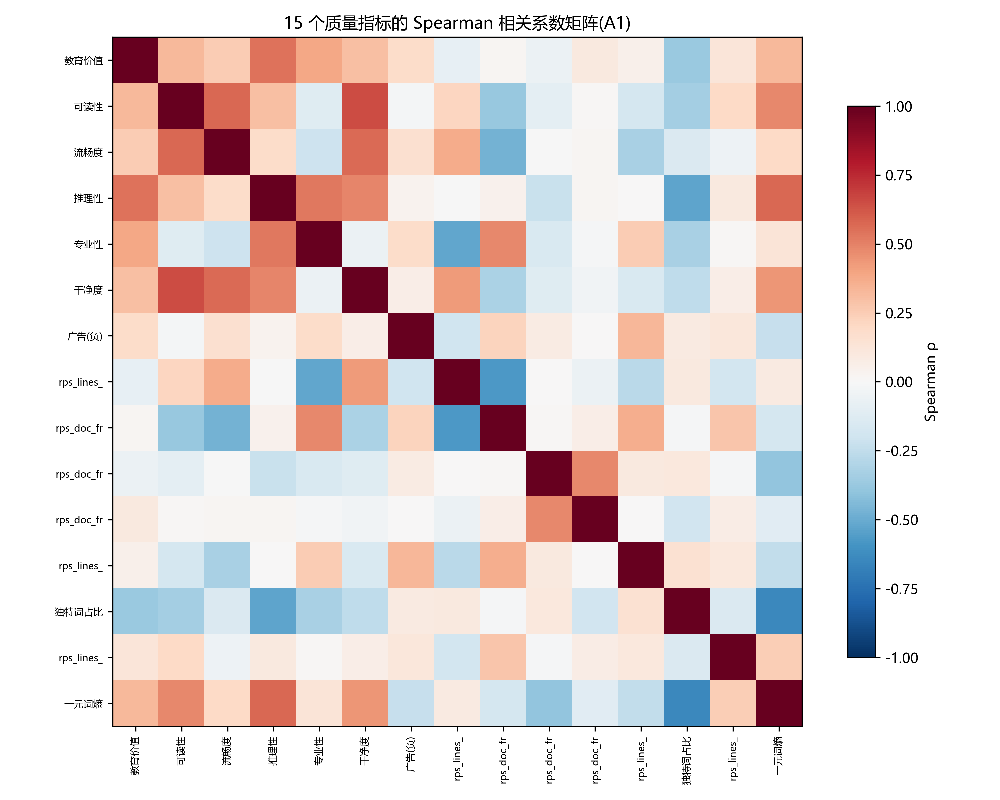 15 个质量指标的 Spearman 相关系数矩阵(A1)
教育价值
可读性
流畅度
推理性
专业性
干净度
广告(负)
rps_lines_
rps_doc_fr
rps_doc_fr
rps_doc_fr
rps_lines_
独特词占比
rps_lines_
一元词熵
教育价值
可读性
流畅度
推理性
专业性
干净度
广告(负)
rps_lines_
rps_doc_fr
rps_doc_fr
rps_doc_fr
rps_lines_
独特词占比
rps_lines_
一元词熵
1.00
0.75
0.50
0.25
0.00
-0.25
-0.50
-0.75
-1.00
Spearman ρ